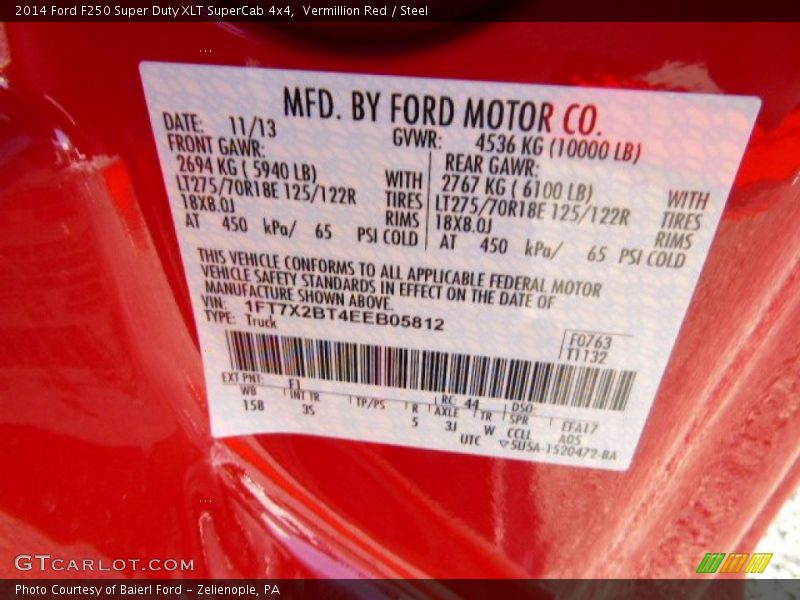 2014 Ford F250 Super Duty XLT SuperCab 4x4,  Vermillion Red / Steel
MFD. BY FORD MOTOR CO.
DATE: 11/13 GVWR: 4536 KG (10000 LB)
FRONT GAWR: REAR GAWR:
2694 KG ( 5940 LB) WITH 2767 KG ( 6100 LB) WITH
LT275/70R18E 125/122R TIRES LT275/70R18E 125/122R TIRES
18X8.0J RIMS 18X8.0J RIMS
AT 450 kPa/ 65 PSI COLD AT 450 kPa/ 65 PSI COLD
THIS VEHICLE CONFORMS TO ALL APPLICABLE FEDERAL MOTOR
VEHICLE SAFETY STANDARDS IN EFFECT ON THE DATE OF
MANUFACTURE SHOWN ABOVE.
VIN: 1FT7X2BT4EEB05812
TYPE: Truck
F0763
T1132
EXT PNT: F1 RC: 44 DSO:
WB INT TR TP/PS R AXLE TR SPR EFA17
158 3S 5 3J W CCLL A05
UTC 5U5A-1520472-BA
GTCARLOT.COM
Photo Courtesy of Baierl Ford - Zelienople, PA